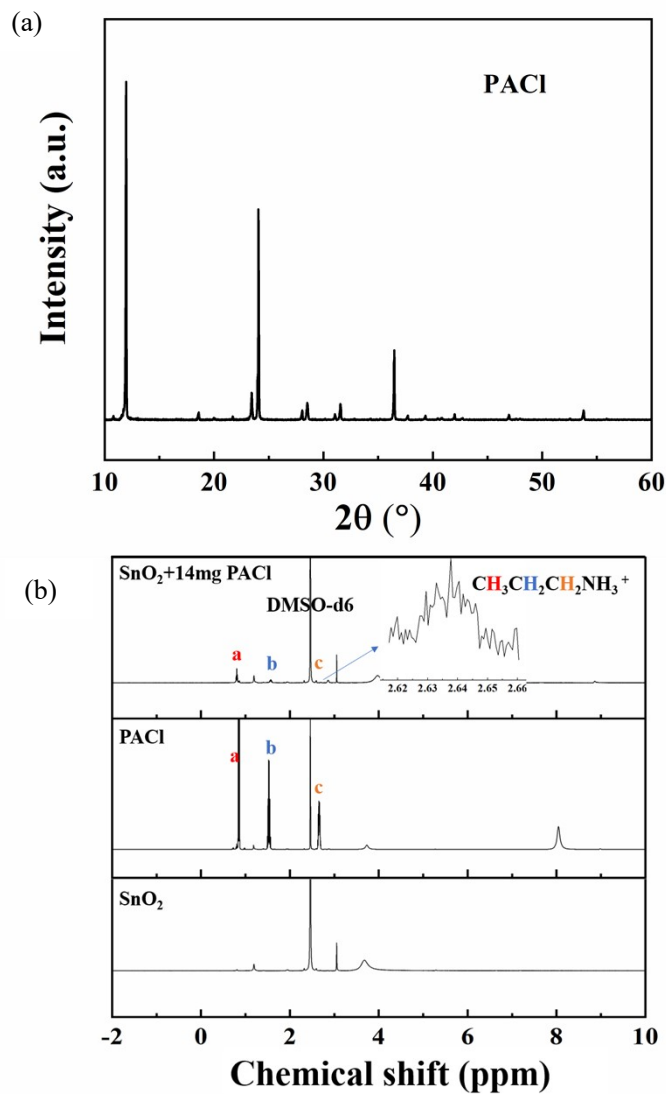 (a)
PACl
Intensity (a.u.)
10 20 30 40 50 60
2θ (°)
(b)
SnO₂+14mg PACl
CH₃CH₂CH₂NH₃⁺
DMSO-d6
a b c
2.62 2.63 2.64 2.65 2.66
PACl
a b c
SnO₂
-2 0 2 4 6 8 10
Chemical shift (ppm)